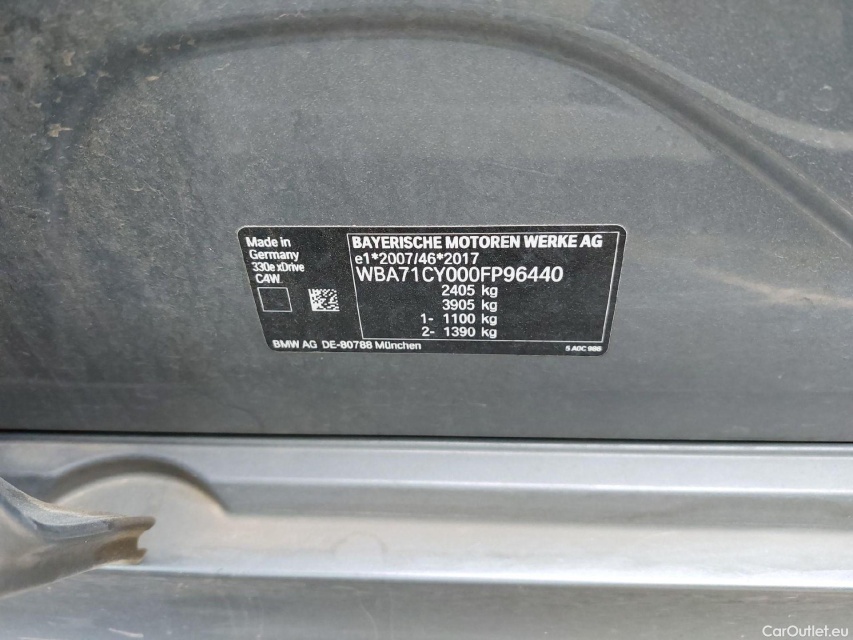 Made in
Germany
330e xDrive
C4W
BAYERISCHE MOTOREN WERKE AG
e1*2007/46*2017
WBA71CY000FP96440
2405 kg
3905 kg
1- 1100 kg
2- 1390 kg
BMW AG DE-80788 München
CarOutlet.eu